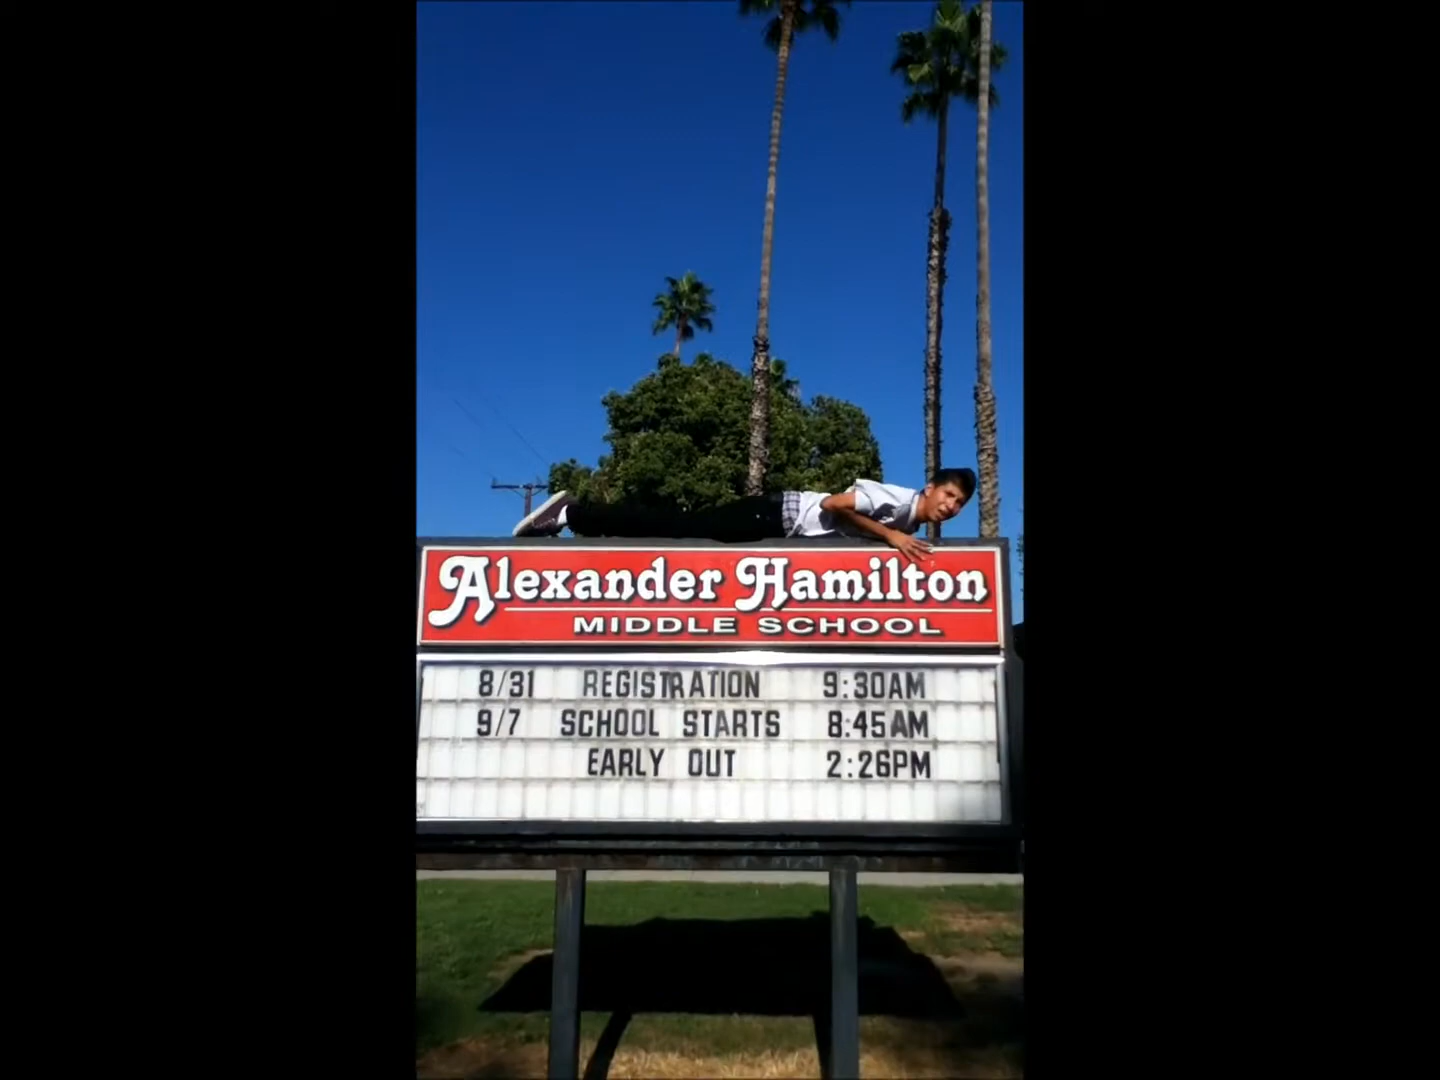 Alexander Hamilton
MIDDLE SCHOOL
8/31 REGISTRATION 9:30AM
9/7 SCHOOL STARTS 8:45AM
EARLY OUT 2:26PM